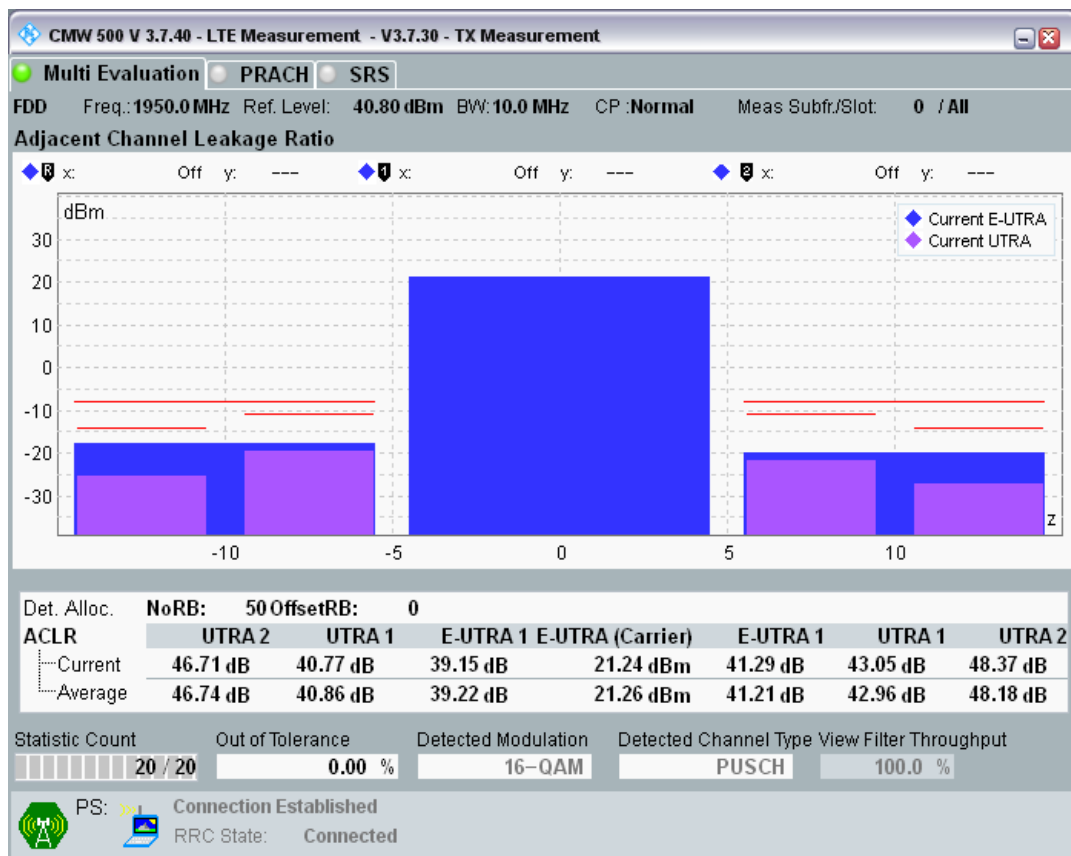 CMW 500 V 3.7.40 - LTE Measurement - V3.7.30 - TX Measurement
Multi Evaluation PRACH SRS
FDD Freq.: 1950.0 MHz Ref. Level: 40.80 dBm BW: 10.0 MHz CP :Normal Meas Subfr./Slot: 0 / All
Adjacent Channel Leakage Ratio
R x: Off y: --- 1 x: Off y: --- 2 x: Off y: ---
dBm
Current E-UTRA
Current UTRA
30
20
10
0
-10
-20
-30
z
-10 -5 0 5 10
Det. Alloc. NoRB: 50 OffsetRB: 0
ACLR UTRA 2 UTRA 1 E-UTRA 1 E-UTRA (Carrier) E-UTRA 1 UTRA 1 UTRA 2
Current 46.71 dB 40.77 dB 39.15 dB 21.24 dBm 41.29 dB 43.05 dB 48.37 dB
Average 46.74 dB 40.86 dB 39.22 dB 21.26 dBm 41.21 dB 42.96 dB 48.18 dB
Statistic Count Out of Tolerance Detected Modulation Detected Channel Type View Filter Throughput
20 / 20 0.00 % 16-QAM PUSCH 100.0 %
PS: Connection Established
RRC State: Connected